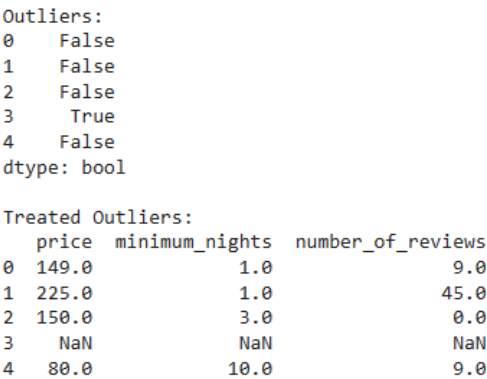 Outliers:
0    False
1    False
2    False
3     True
4    False
dtype: bool

Treated Outliers:
   price  minimum_nights  number_of_reviews
0  149.0             1.0                9.0
1  225.0             1.0               45.0
2  150.0             3.0                0.0
3    NaN             NaN                NaN
4   80.0            10.0                9.0